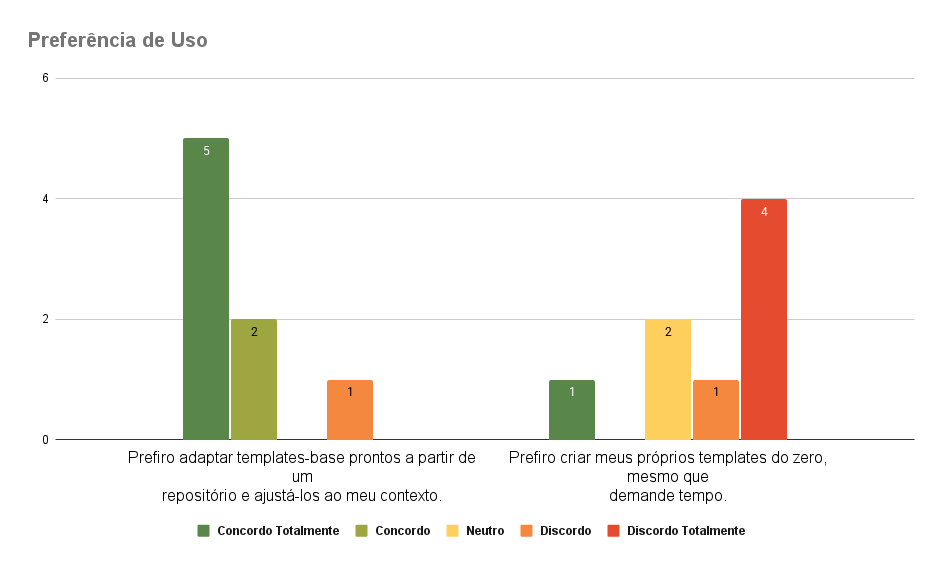 Preferência de Uso
6
4
2
0
5
2
1
1
2
1
4
Prefiro adaptar templates-base prontos a partir de
um
repositório e ajustá-los ao meu contexto.
Prefiro criar meus próprios templates do zero,
mesmo que
demande tempo.
Concordo Totalmente
Concordo
Neutro
Discordo
Discordo Totalmente